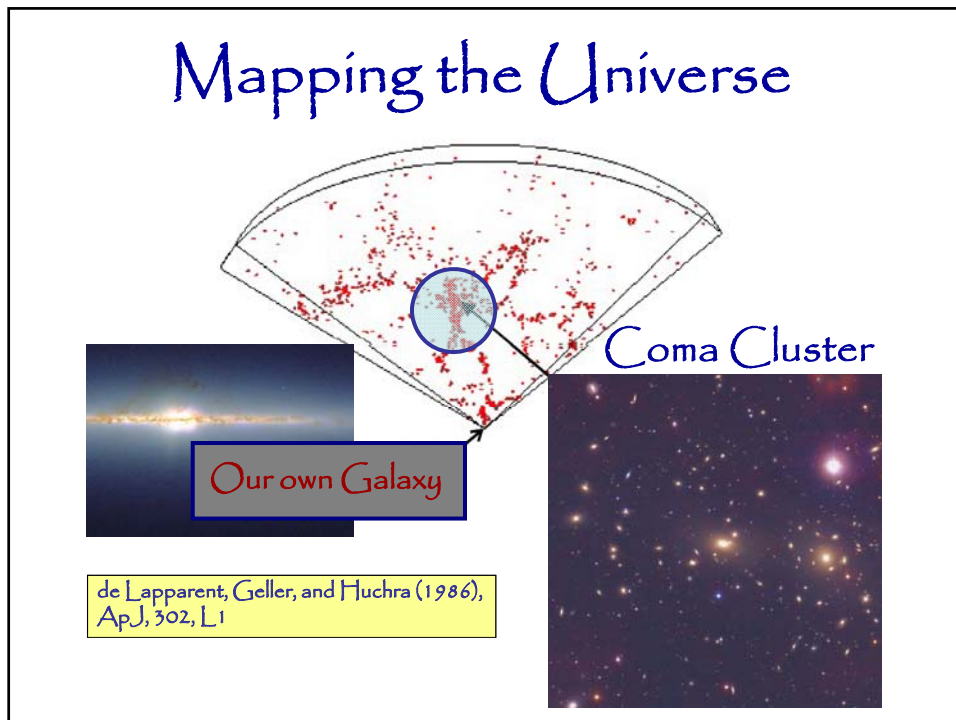 Mapping the Universe
Coma Cluster
Our own Galaxy
de Lapparent, Geller, and Huchra (1986),
ApJ, 302, L1